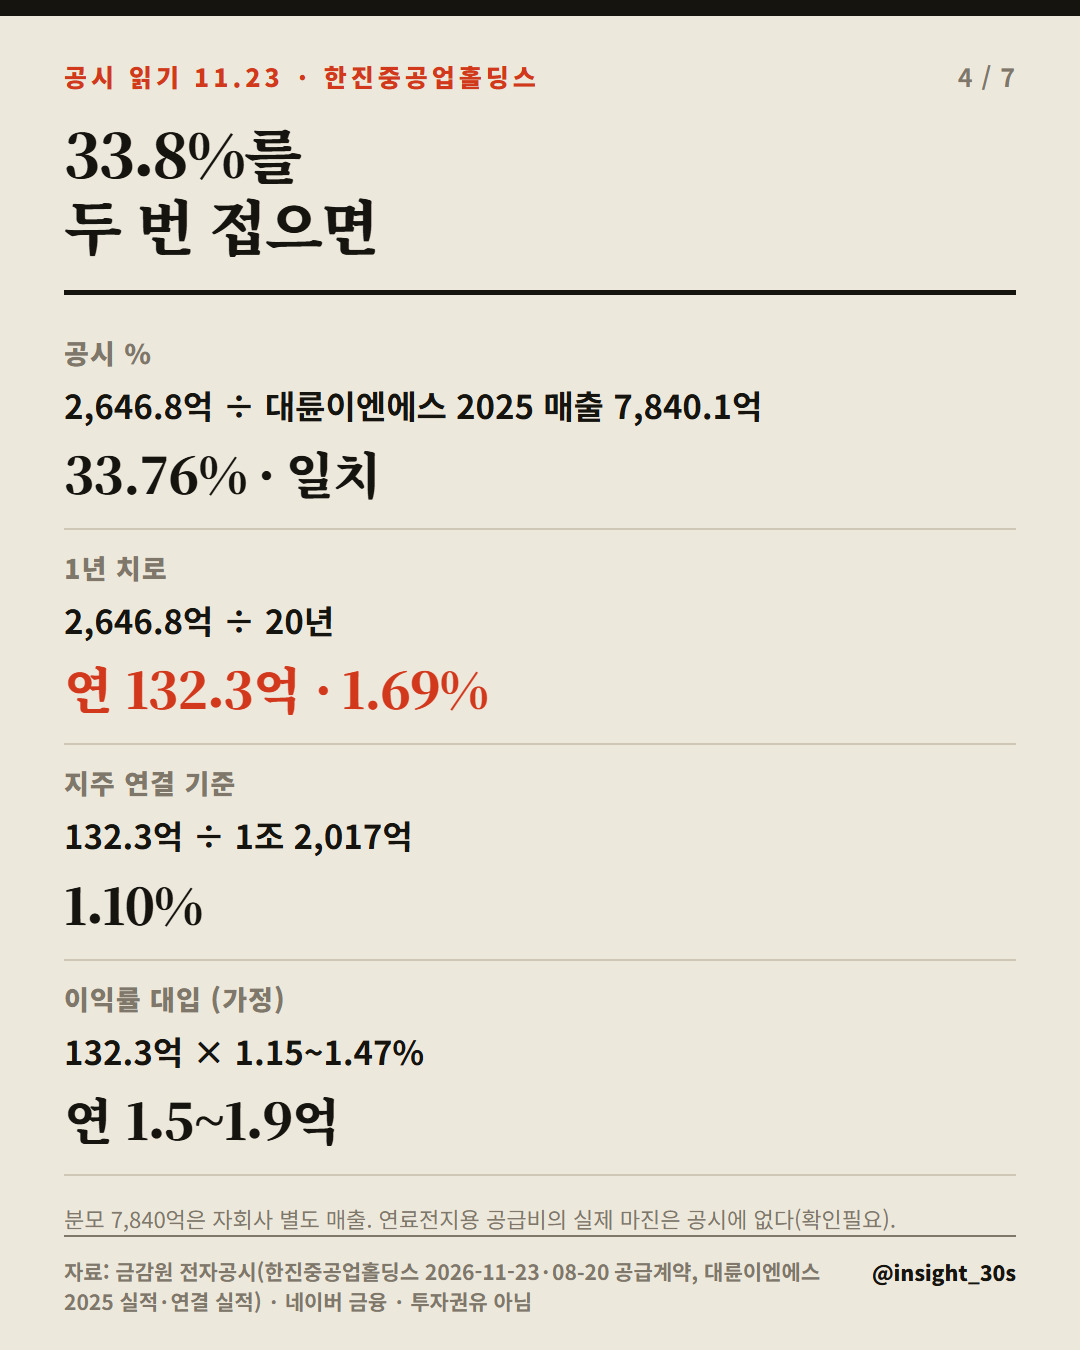 공시 읽기 11.23 · 한진중공업홀딩스
4 / 7
33.8%를
두 번 접으면
공시 %
2,646.8억 ÷ 대륜이엔에스 2025 매출 7,840.1억
33.76% · 일치
1년 치로
2,646.8억 ÷ 20년
연 132.3억 · 1.69%
지주 연결 기준
132.3억 ÷ 1조 2,017억
1.10%
이익률 대입 (가정)
132.3억 × 1.15~1.47%
연 1.5~1.9억
분모 7,840억은 자회사 별도 매출. 연료전지용 공급비의 실제 마진은 공시에 없다(확인필요).
자료: 금감원 전자공시(한진중공업홀딩스 2026-11-23·08-20 공급계약, 대륜이엔에스
2025 실적·연결 실적) · 네이버 금융 · 투자권유 아님
@insight_30s